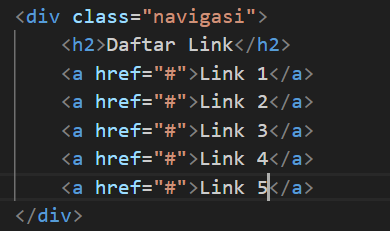 <div class="navigasi">
    <h2>Daftar Link</h2>
    <a href="#">Link 1</a>
    <a href="#">Link 2</a>
    <a href="#">Link 3</a>
    <a href="#">Link 4</a>
    <a href="#">Link 5</a>
</div>